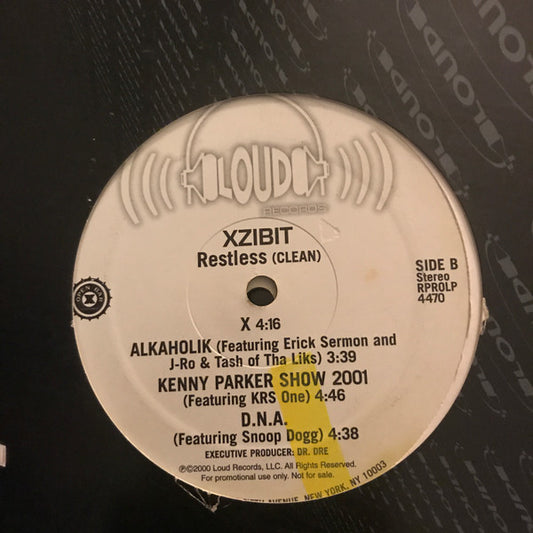 LOUD
LOUD
RECORDS
XZIBIT
Restless (CLEAN)
SIDE B
Stereo
RPROLP
4470
OPEN BAR
X 4:16
ALKAHOLIK (Featuring Erick Sermon and
J-Ro & Tash of Tha Liks) 3:39
KENNY PARKER SHOW 2001
(Featuring KRS One) 4:46
D.N.A.
(Featuring Snoop Dogg) 4:38
EXECUTIVE PRODUCER: DR. DRE
℗©2000 Loud Records, LLC. All Rights Reserved.
For promotional use only. Not for sale.
AVENUE, NEW YORK, NY 10003